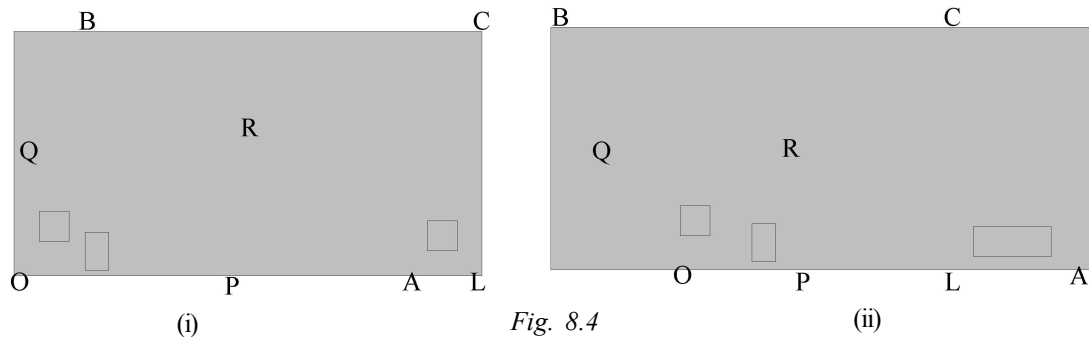 B C B C
R
Q Q R
O P A L O P L A
(i) Fig. 8.4 (ii)